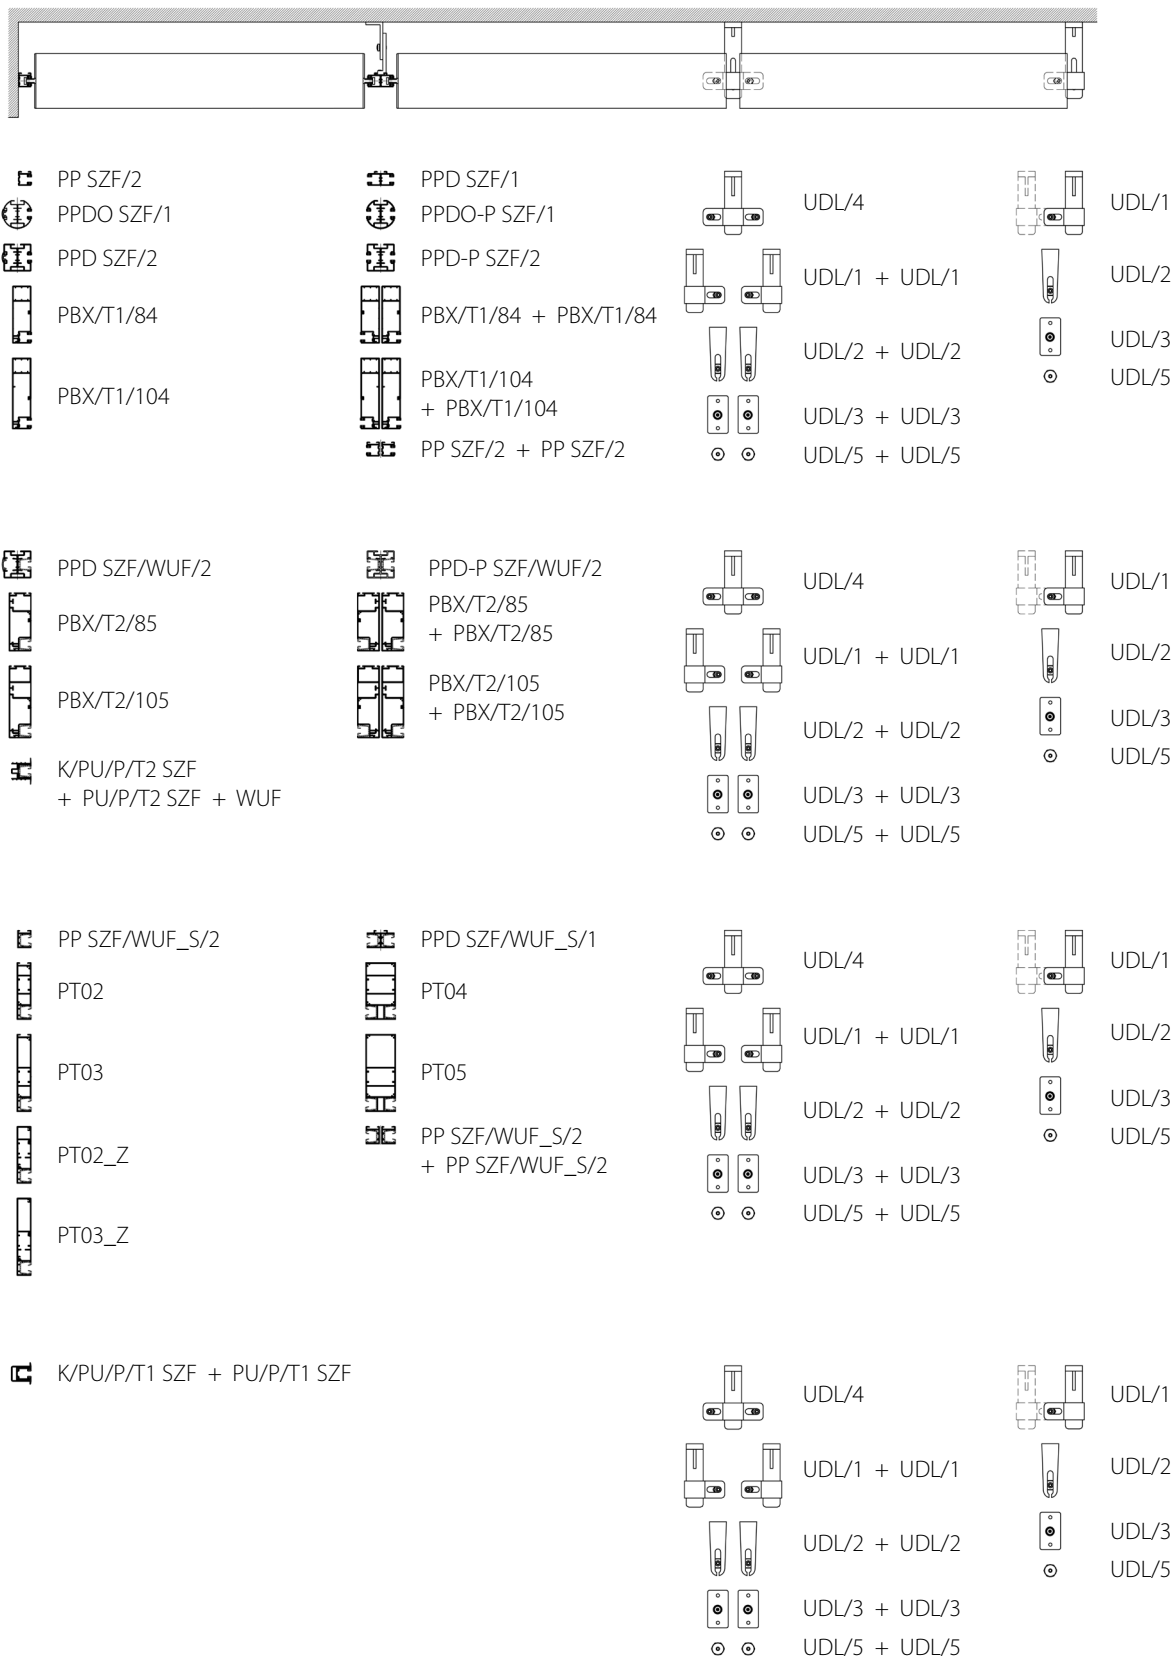 PP SZF/2
PPDO SZF/1
PPD SZF/2
PBX/T1/84
PBX/T1/104
PPD SZF/1
PPDO-P SZF/1
PPD-P SZF/2
PBX/T1/84 + PBX/T1/84
PBX/T1/104
+ PBX/T1/104
PP SZF/2 + PP SZF/2
UDL/4
UDL/1 + UDL/1
UDL/2 + UDL/2
UDL/3 + UDL/3
UDL/5 + UDL/5
UDL/1
UDL/2
UDL/3
UDL/5
PPD SZF/WUF/2
PBX/T2/85
PBX/T2/105
K/PU/P/T2 SZF
+ PU/P/T2 SZF + WUF
PPD-P SZF/WUF/2
PBX/T2/85
+ PBX/T2/85
PBX/T2/105
+ PBX/T2/105
UDL/4
UDL/1 + UDL/1
UDL/2 + UDL/2
UDL/3 + UDL/3
UDL/5 + UDL/5
UDL/1
UDL/2
UDL/3
UDL/5
PP SZF/WUF_S/2
PT02
PT03
PT02_Z
PT03_Z
PPD SZF/WUF_S/1
PT04
PT05
PP SZF/WUF_S/2
+ PP SZF/WUF_S/2
UDL/4
UDL/1 + UDL/1
UDL/2 + UDL/2
UDL/3 + UDL/3
UDL/5 + UDL/5
UDL/1
UDL/2
UDL/3
UDL/5
K/PU/P/T1 SZF + PU/P/T1 SZF
UDL/4
UDL/1 + UDL/1
UDL/2 + UDL/2
UDL/3 + UDL/3
UDL/5 + UDL/5
UDL/1
UDL/2
UDL/3
UDL/5